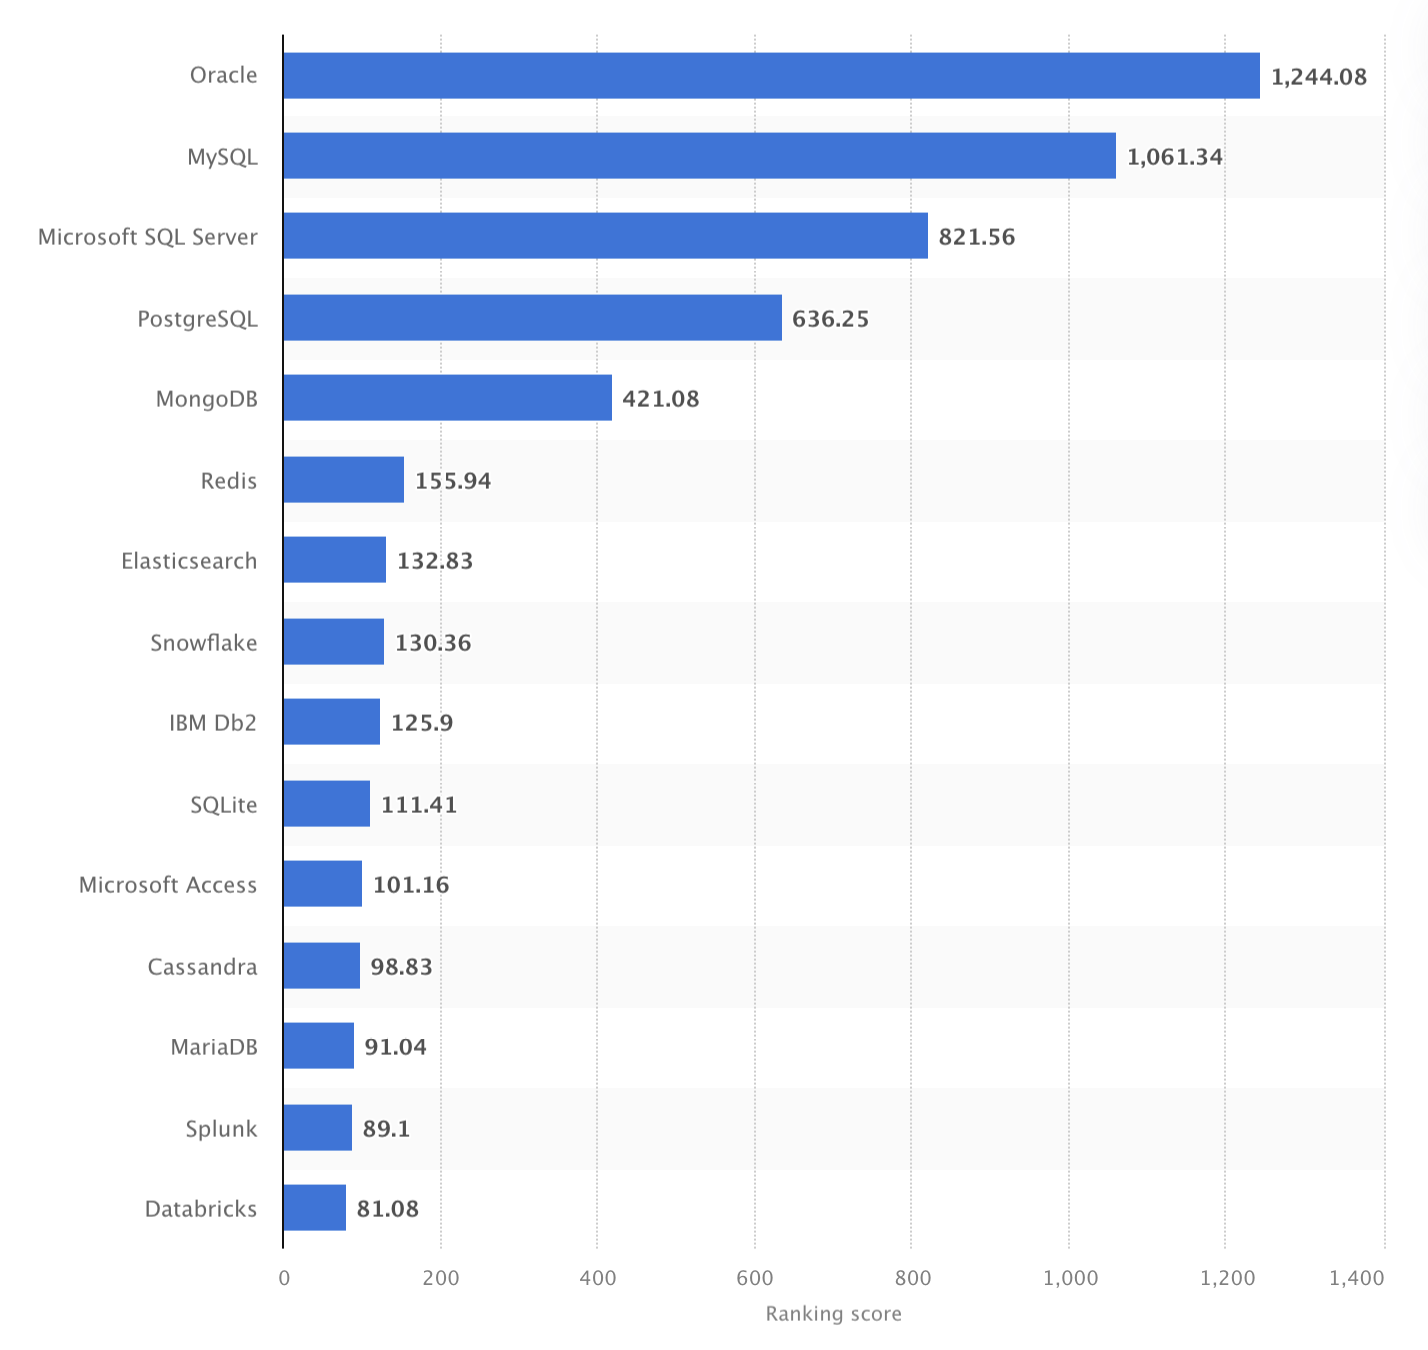 Oracle 1,244.08
MySQL 1,061.34
Microsoft SQL Server 821.56
PostgreSQL 636.25
MongoDB 421.08
Redis 155.94
Elasticsearch 132.83
Snowflake 130.36
IBM Db2 125.9
SQLite 111.41
Microsoft Access 101.16
Cassandra 98.83
MariaDB 91.04
Splunk 89.1
Databricks 81.08
0 200 400 600 800 1,000 1,200 1,400
Ranking score